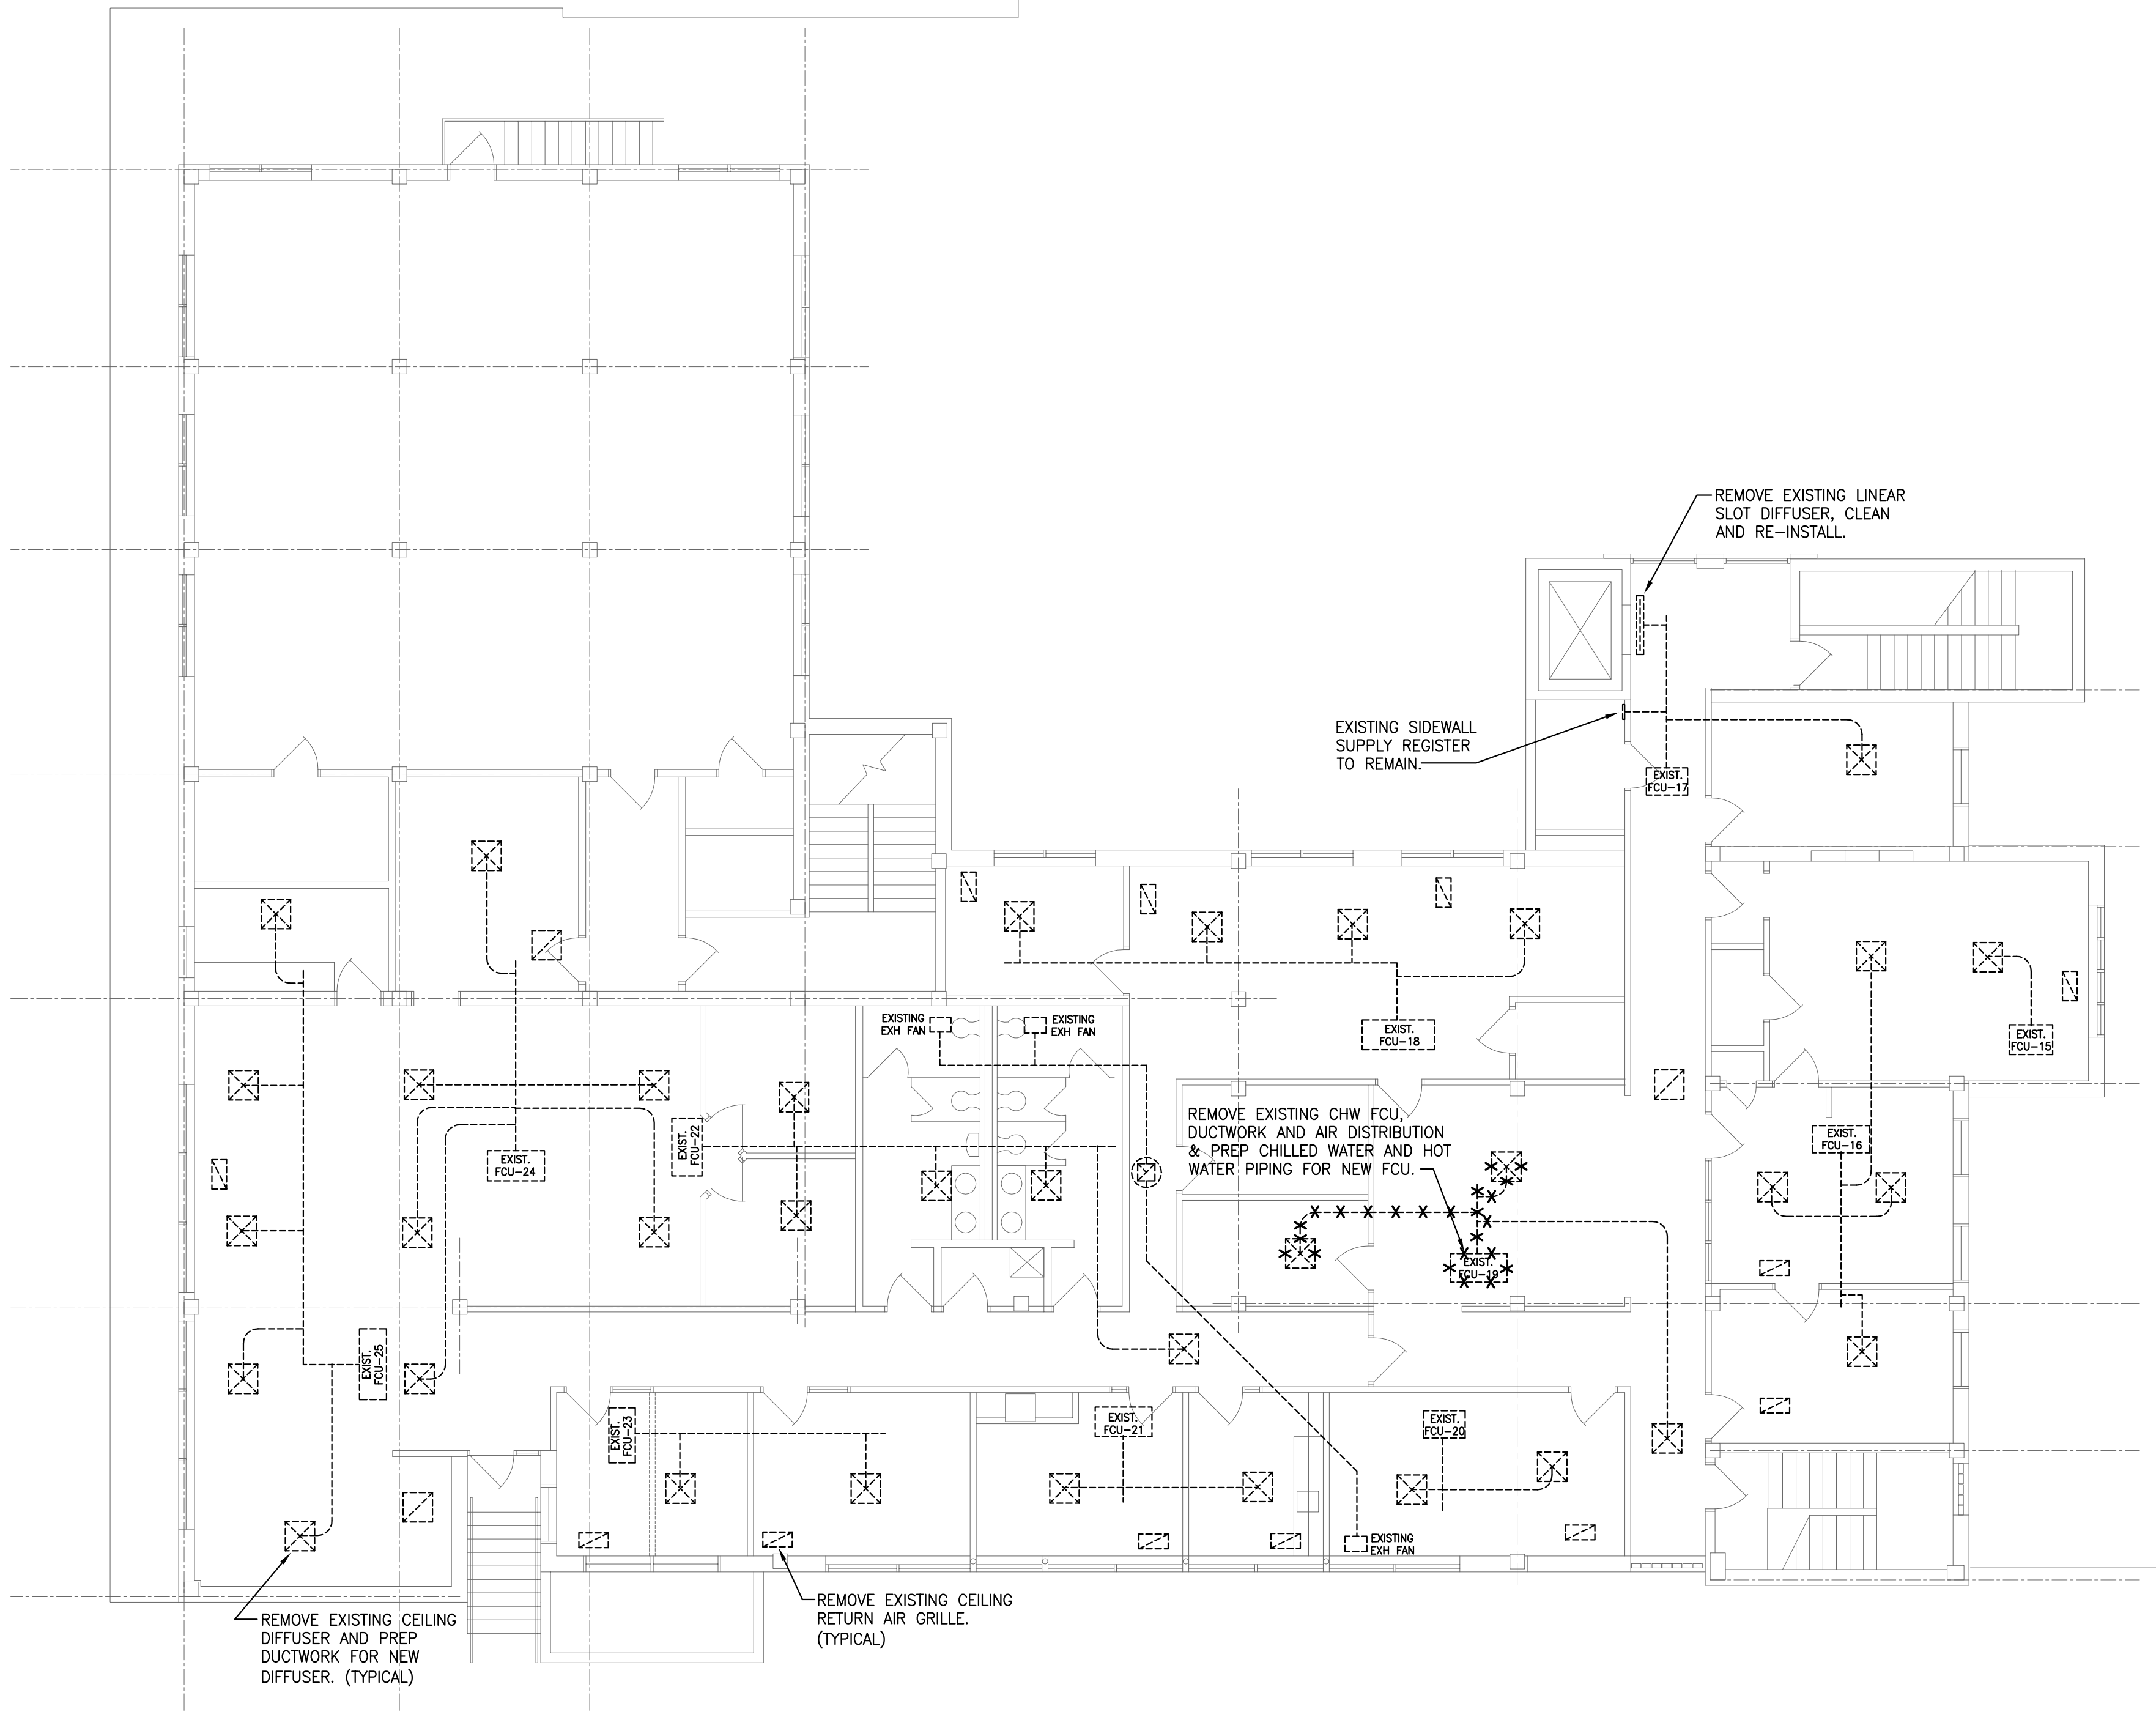 REMOVE EXISTING LINEAR
SLOT DIFFUSER, CLEAN
AND RE-INSTALL.
EXISTING SIDEWALL
SUPPLY REGISTER
TO REMAIN.
EXIST.
FCU-17
EXISTING
EXH FAN
EXISTING
EXH FAN
EXIST.
FCU-18
EXIST.
FCU-15
REMOVE EXISTING CHW FCU,
DUCTWORK AND AIR DISTRIBUTION
& PREP CHILLED WATER AND HOT
WATER PIPING FOR NEW FCU.
EXIST.
FCU-16
EXIST.
FCU-22
EXIST.
FCU-24
EXIST.
FCU-19
EXIST.
FCU-25
EXIST.
FCU-23
EXIST.
FCU-21
EXIST.
FCU-20
EXISTING
EXH FAN
REMOVE EXISTING CEILING
DIFFUSER AND PREP
DUCTWORK FOR NEW
DIFFUSER. (TYPICAL)
REMOVE EXISTING CEILING
RETURN AIR GRILLE.
(TYPICAL)